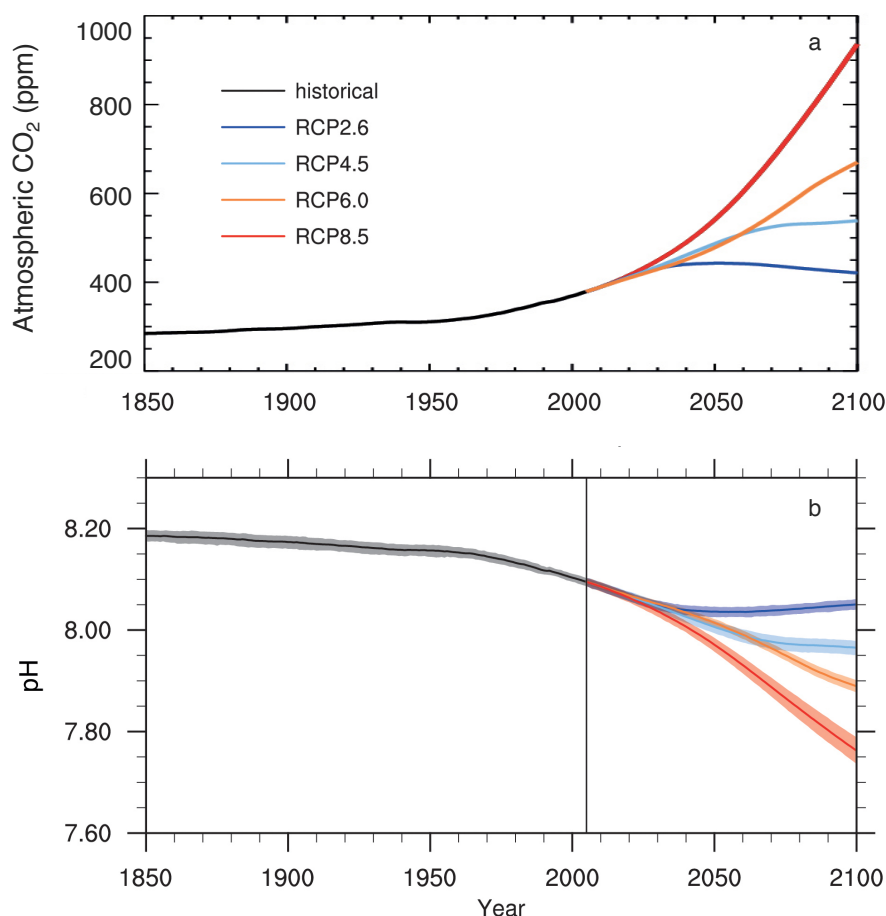 1000
a
800
600
400
200
Atmospheric CO₂ (ppm)
historical
RCP2.6
RCP4.5
RCP6.0
RCP8.5
1850 1900 1950 2000 2050 2100
b
8.20
8.00
7.80
7.60
pH
1850 1900 1950 2000 2050 2100
Year